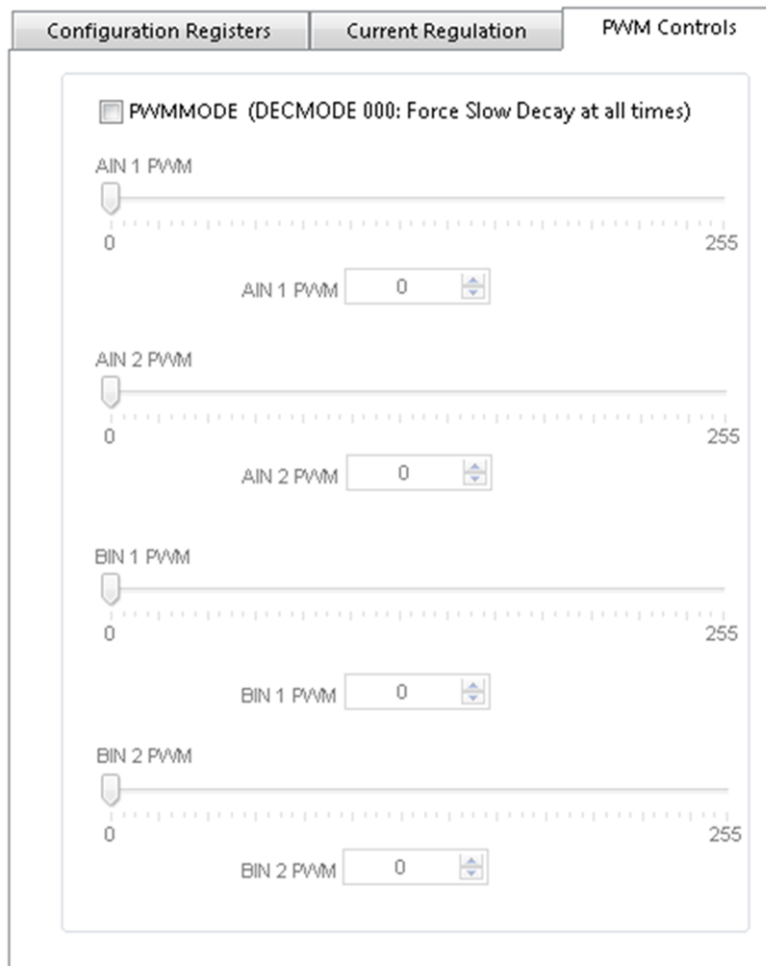 Configuration Registers Current Regulation PWM Controls
PWMMODE (DECMODE 000: Force Slow Decay at all times)
AIN 1 PWM
0 255
AIN 1 PWM 0
AIN 2 PWM
0 255
AIN 2 PWM 0
BIN 1 PWM
0 255
BIN 1 PWM 0
BIN 2 PWM
0 255
BIN 2 PWM 0